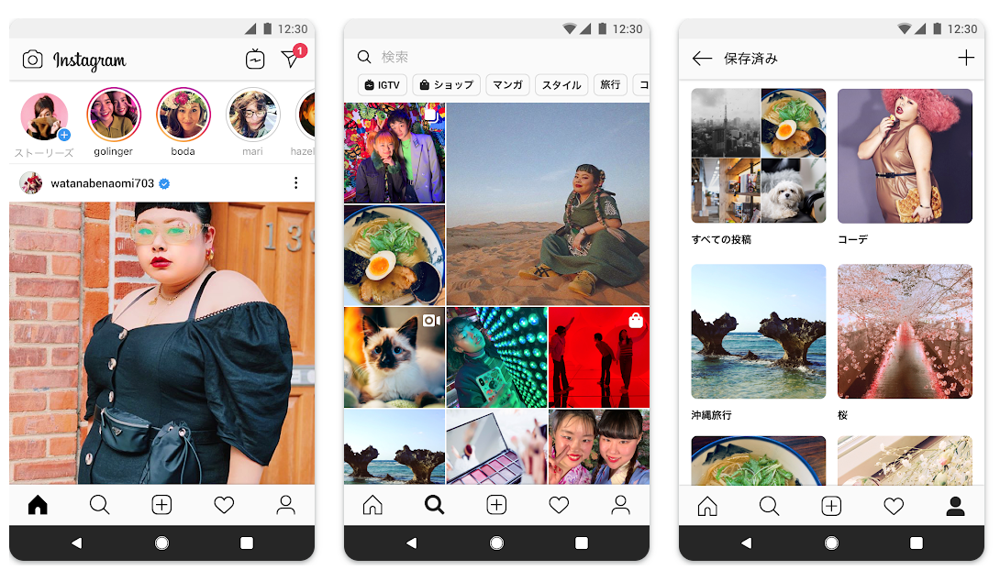 12:30
Instagram
1
ストーリーズ
golinger
boda
mari
hazel
watanabenaomi703
12:30
検索
IGTV
ショップ
マンガ
スタイル
旅行
コ
12:30
保存済み
すべての投稿
コーデ
沖縄旅行
桜